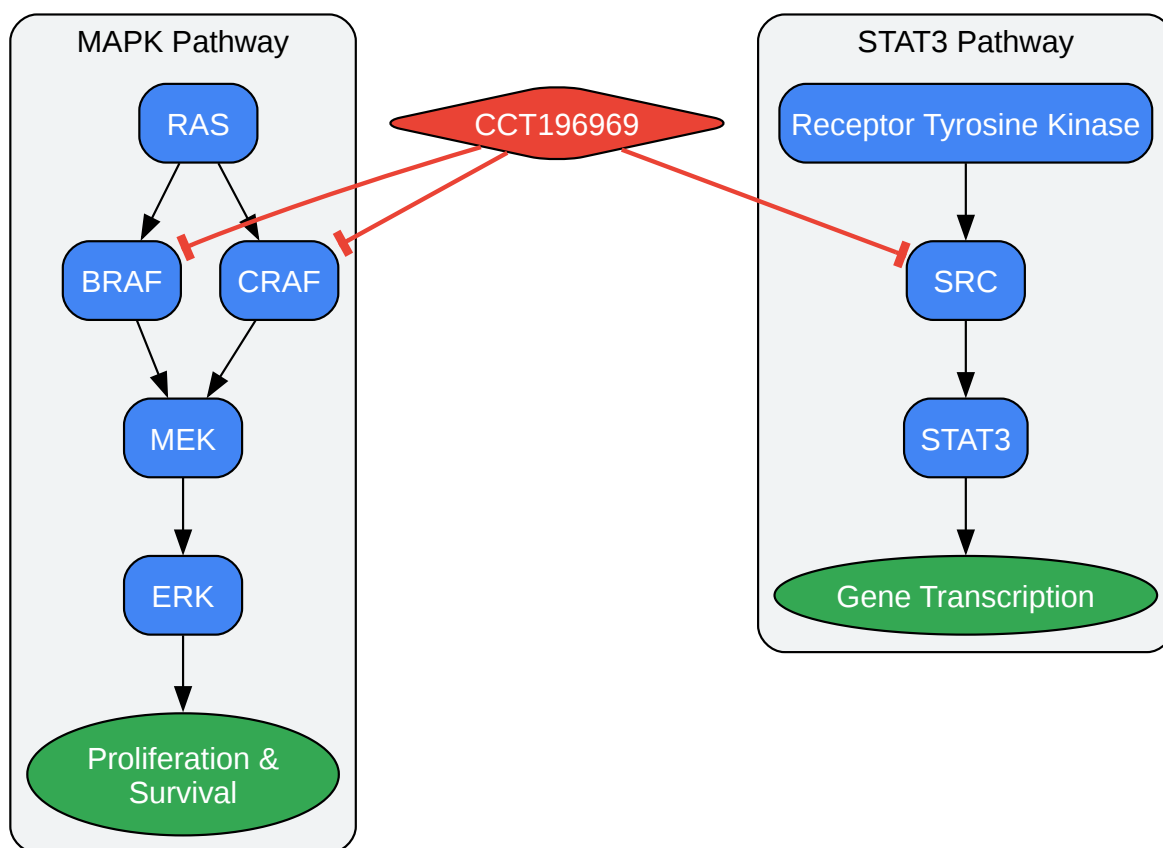 MAPK Pathway
RAS
BRAF
CRAF
MEK
ERK
Proliferation &
Survival
CCT196969
STAT3 Pathway
Receptor Tyrosine Kinase
SRC
STAT3
Gene Transcription